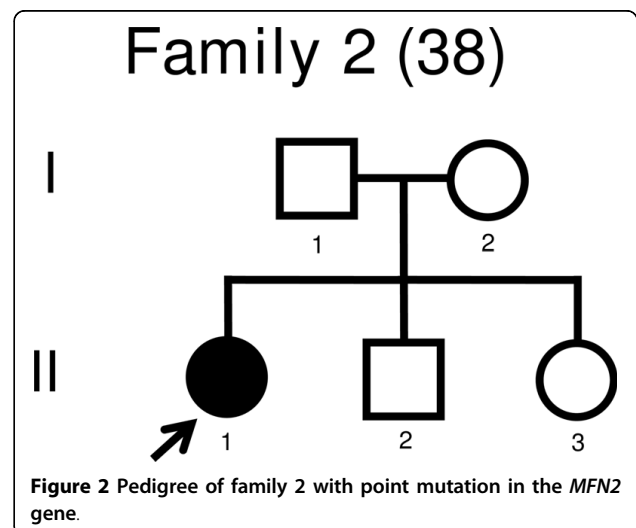 Family 2 (38)
I
1 2
II
1 2 3
Figure 2 Pedigree of family 2 with point mutation in the MFN2
gene.